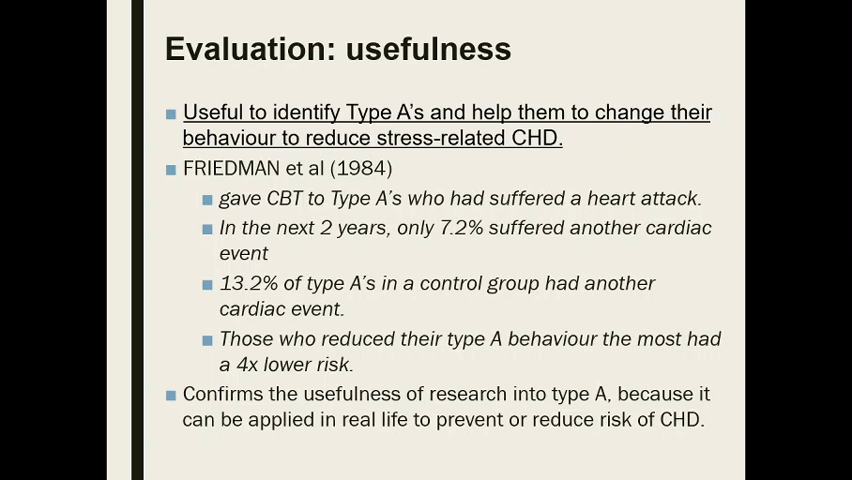 Evaluation: usefulness
Useful to identify Type A's and help them to change their
behaviour to reduce stress-related CHD.
FRIEDMAN et al (1984)
gave CBT to Type A's who had suffered a heart attack.
In the next 2 years, only 7.2% suffered another cardiac
event
13.2% of type A's in a control group had another
cardiac event.
Those who reduced their type A behaviour the most had
a 4x lower risk.
Confirms the usefulness of research into type A, because it
can be applied in real life to prevent or reduce risk of CHD.